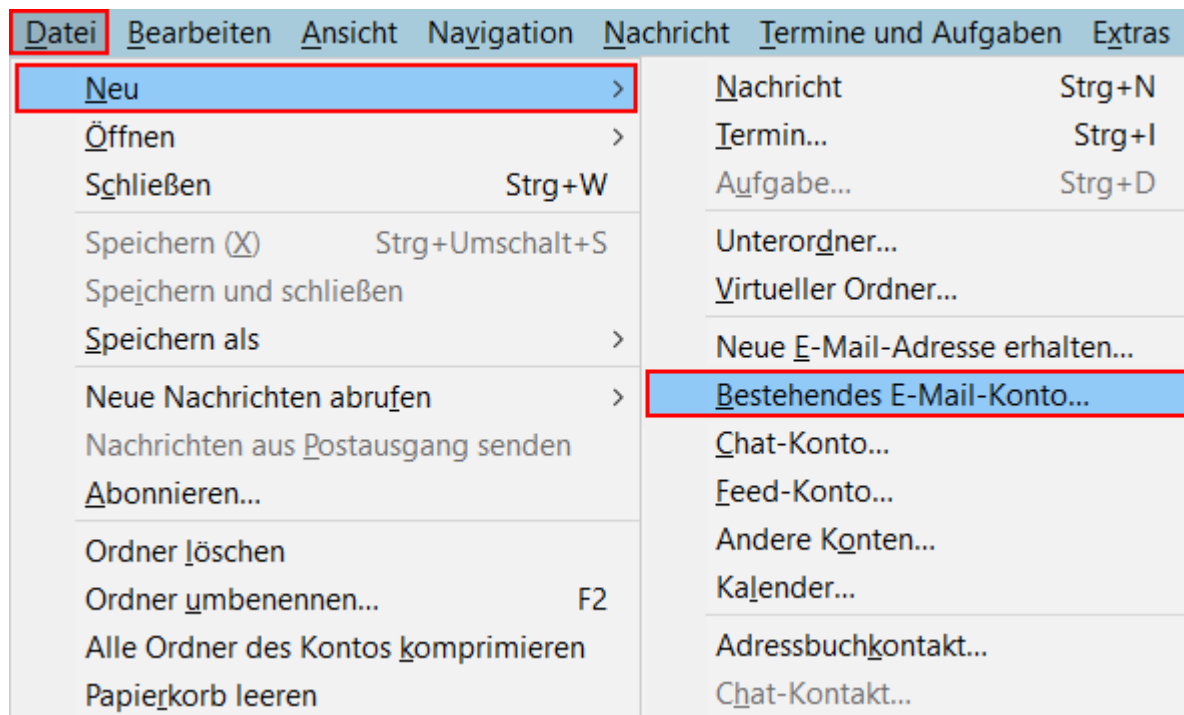 Datei Bearbeiten Ansicht Navigation Nachricht Termine und Aufgaben Extras
Neu >
Öffnen >
Schließen Strg+W
Speichern (X) Strg+Umschalt+S
Speichern und schließen
Speichern als >
Neue Nachrichten abrufen >
Nachrichten aus Postausgang senden
Abonnieren...
Ordner löschen
Ordner umbenennen... F2
Alle Ordner des Kontos komprimieren
Papierkorb leeren
Nachricht Strg+N
Termin... Strg+I
Aufgabe... Strg+D
Unterordner...
Virtueller Ordner...
Neue E-Mail-Adresse erhalten...
Bestehendes E-Mail-Konto...
Chat-Konto...
Feed-Konto...
Andere Konten...
Kalender...
Adressbuchkontakt...
Chat-Kontakt...